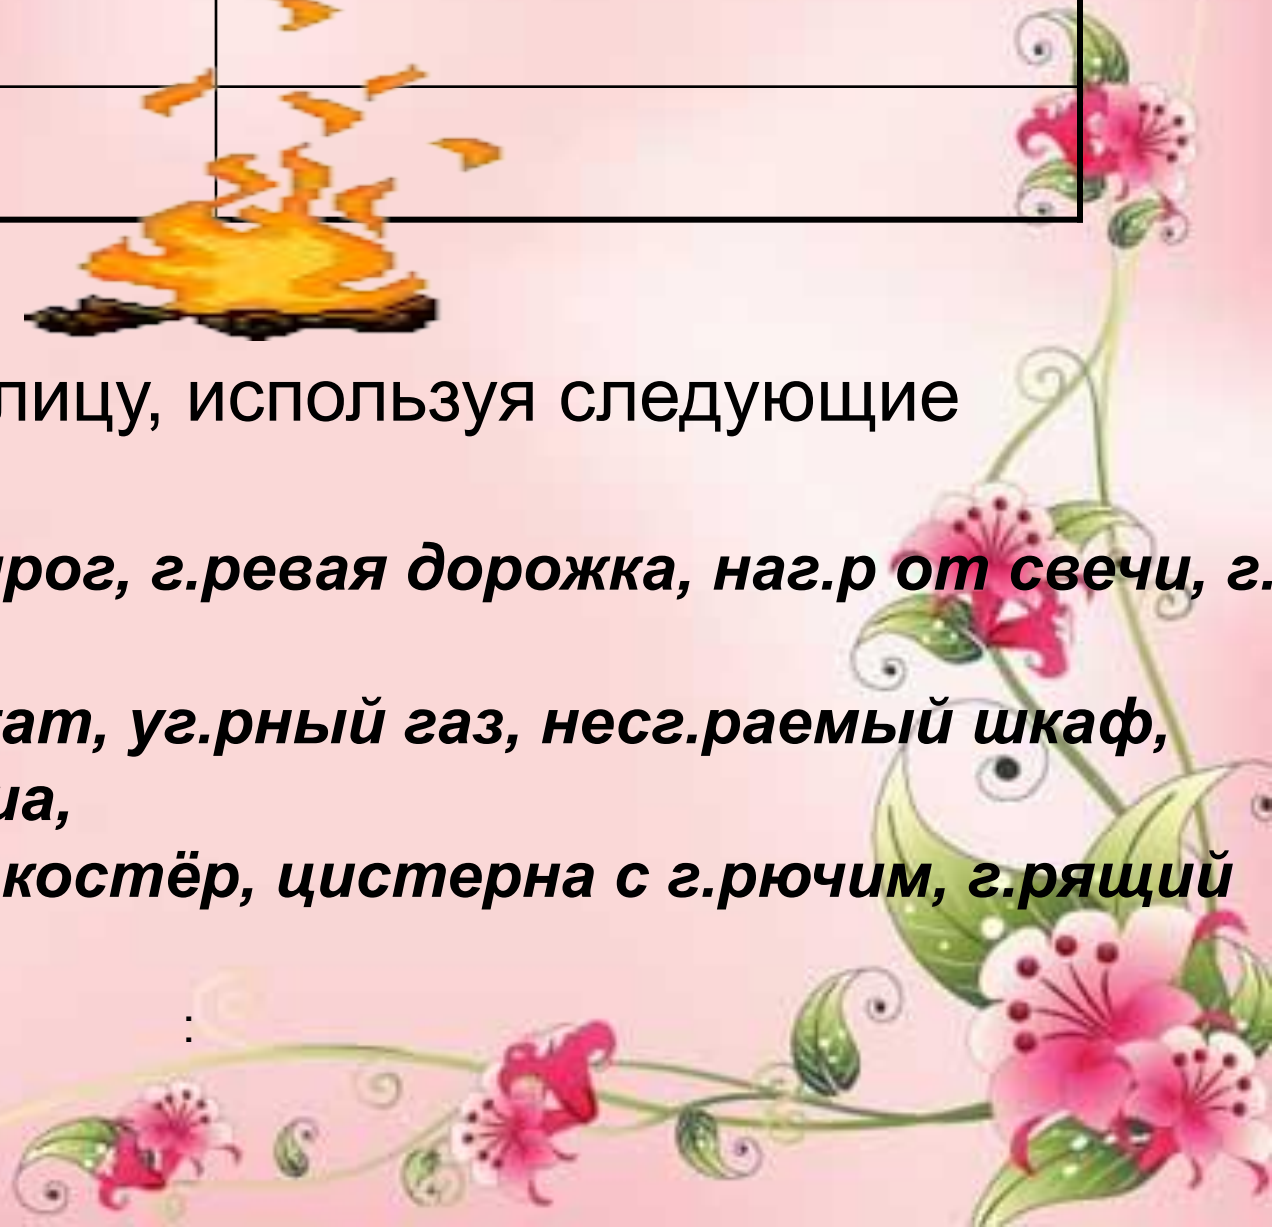 лицу, используя следующие
рог, г.ревая дорожка, наг.р от свечи, г.
ат, уг.рный газ, несг.раемый шкаф,
ша,
костёр, цистерна с г.рючим, г.рящий
: